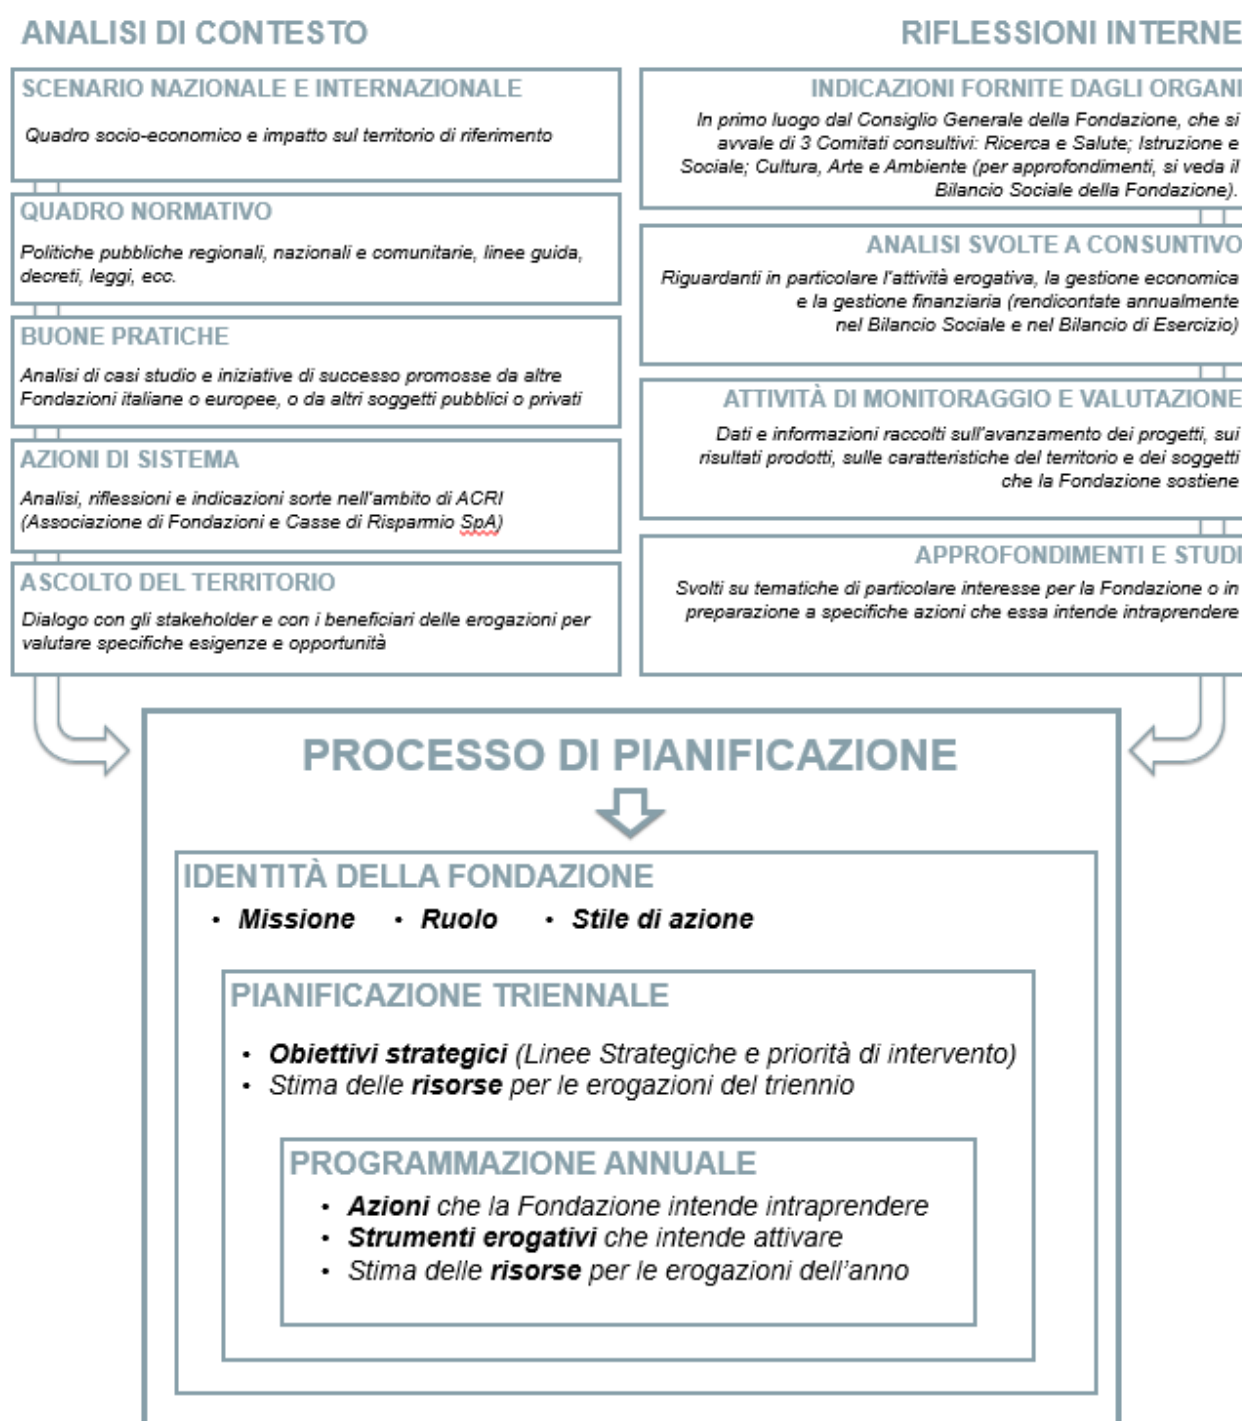 ANALISI DI CONTESTO
SCENARIO NAZIONALE E INTERNAZIONALE
Quadro socio-economico e impatto sul territorio di riferimento
QUADRO NORMATIVO
Politiche pubbliche regionali, nazionali e comunitarie, linee guida,
decreti, leggi, ecc.
BUONE PRATICHE
Analisi di casi studio e iniziative di successo promosse da altre
Fondazioni italiane o europee, o da altri soggetti pubblici o privati
AZIONI DI SISTEMA
Analisi, riflessioni e indicazioni sorte nell'ambito di ACRI
(Associazione di Fondazioni e Casse di Risparmio SpA)
ASCOLTO DEL TERRITORIO
Dialogo con gli stakeholder e con i beneficiari delle erogazioni per
valutare specifiche esigenze e opportunità
RIFLESSIONI INTERNE
INDICAZIONI FORNITE DAGLI ORGANI
In primo luogo dal Consiglio Generale della Fondazione, che si
avvale di 3 Comitati consultivi: Ricerca e Salute; Istruzione e
Sociale; Cultura, Arte e Ambiente (per approfondimenti, si veda il
Bilancio Sociale della Fondazione).
ANALISI SVOLTE A CONSUNTIVO
Riguardanti in particolare l'attività erogativa, la gestione economica
e la gestione finanziaria (rendicontate annualmente
nel Bilancio Sociale e nel Bilancio di Esercizio)
ATTIVITÀ DI MONITORAGGIO E VALUTAZIONE
Dati e informazioni raccolti sull'avanzamento dei progetti, sui
risultati prodotti, sulle caratteristiche del territorio e dei soggetti
che la Fondazione sostiene
APPROFONDIMENTI E STUDI
Svolti su tematiche di particolare interesse per la Fondazione o in
preparazione a specifiche azioni che essa intende intraprendere
PROCESSO DI PIANIFICAZIONE
IDENTITÀ DELLA FONDAZIONE
• Missione • Ruolo • Stile di azione
PIANIFICAZIONE TRIENNALE
• Obiettivi strategici (Linee Strategiche e priorità di intervento)
• Stima delle risorse per le erogazioni del triennio
PROGRAMMAZIONE ANNUALE
• Azioni che la Fondazione intende intraprendere
• Strumenti erogativi che intende attivare
• Stima delle risorse per le erogazioni dell'anno